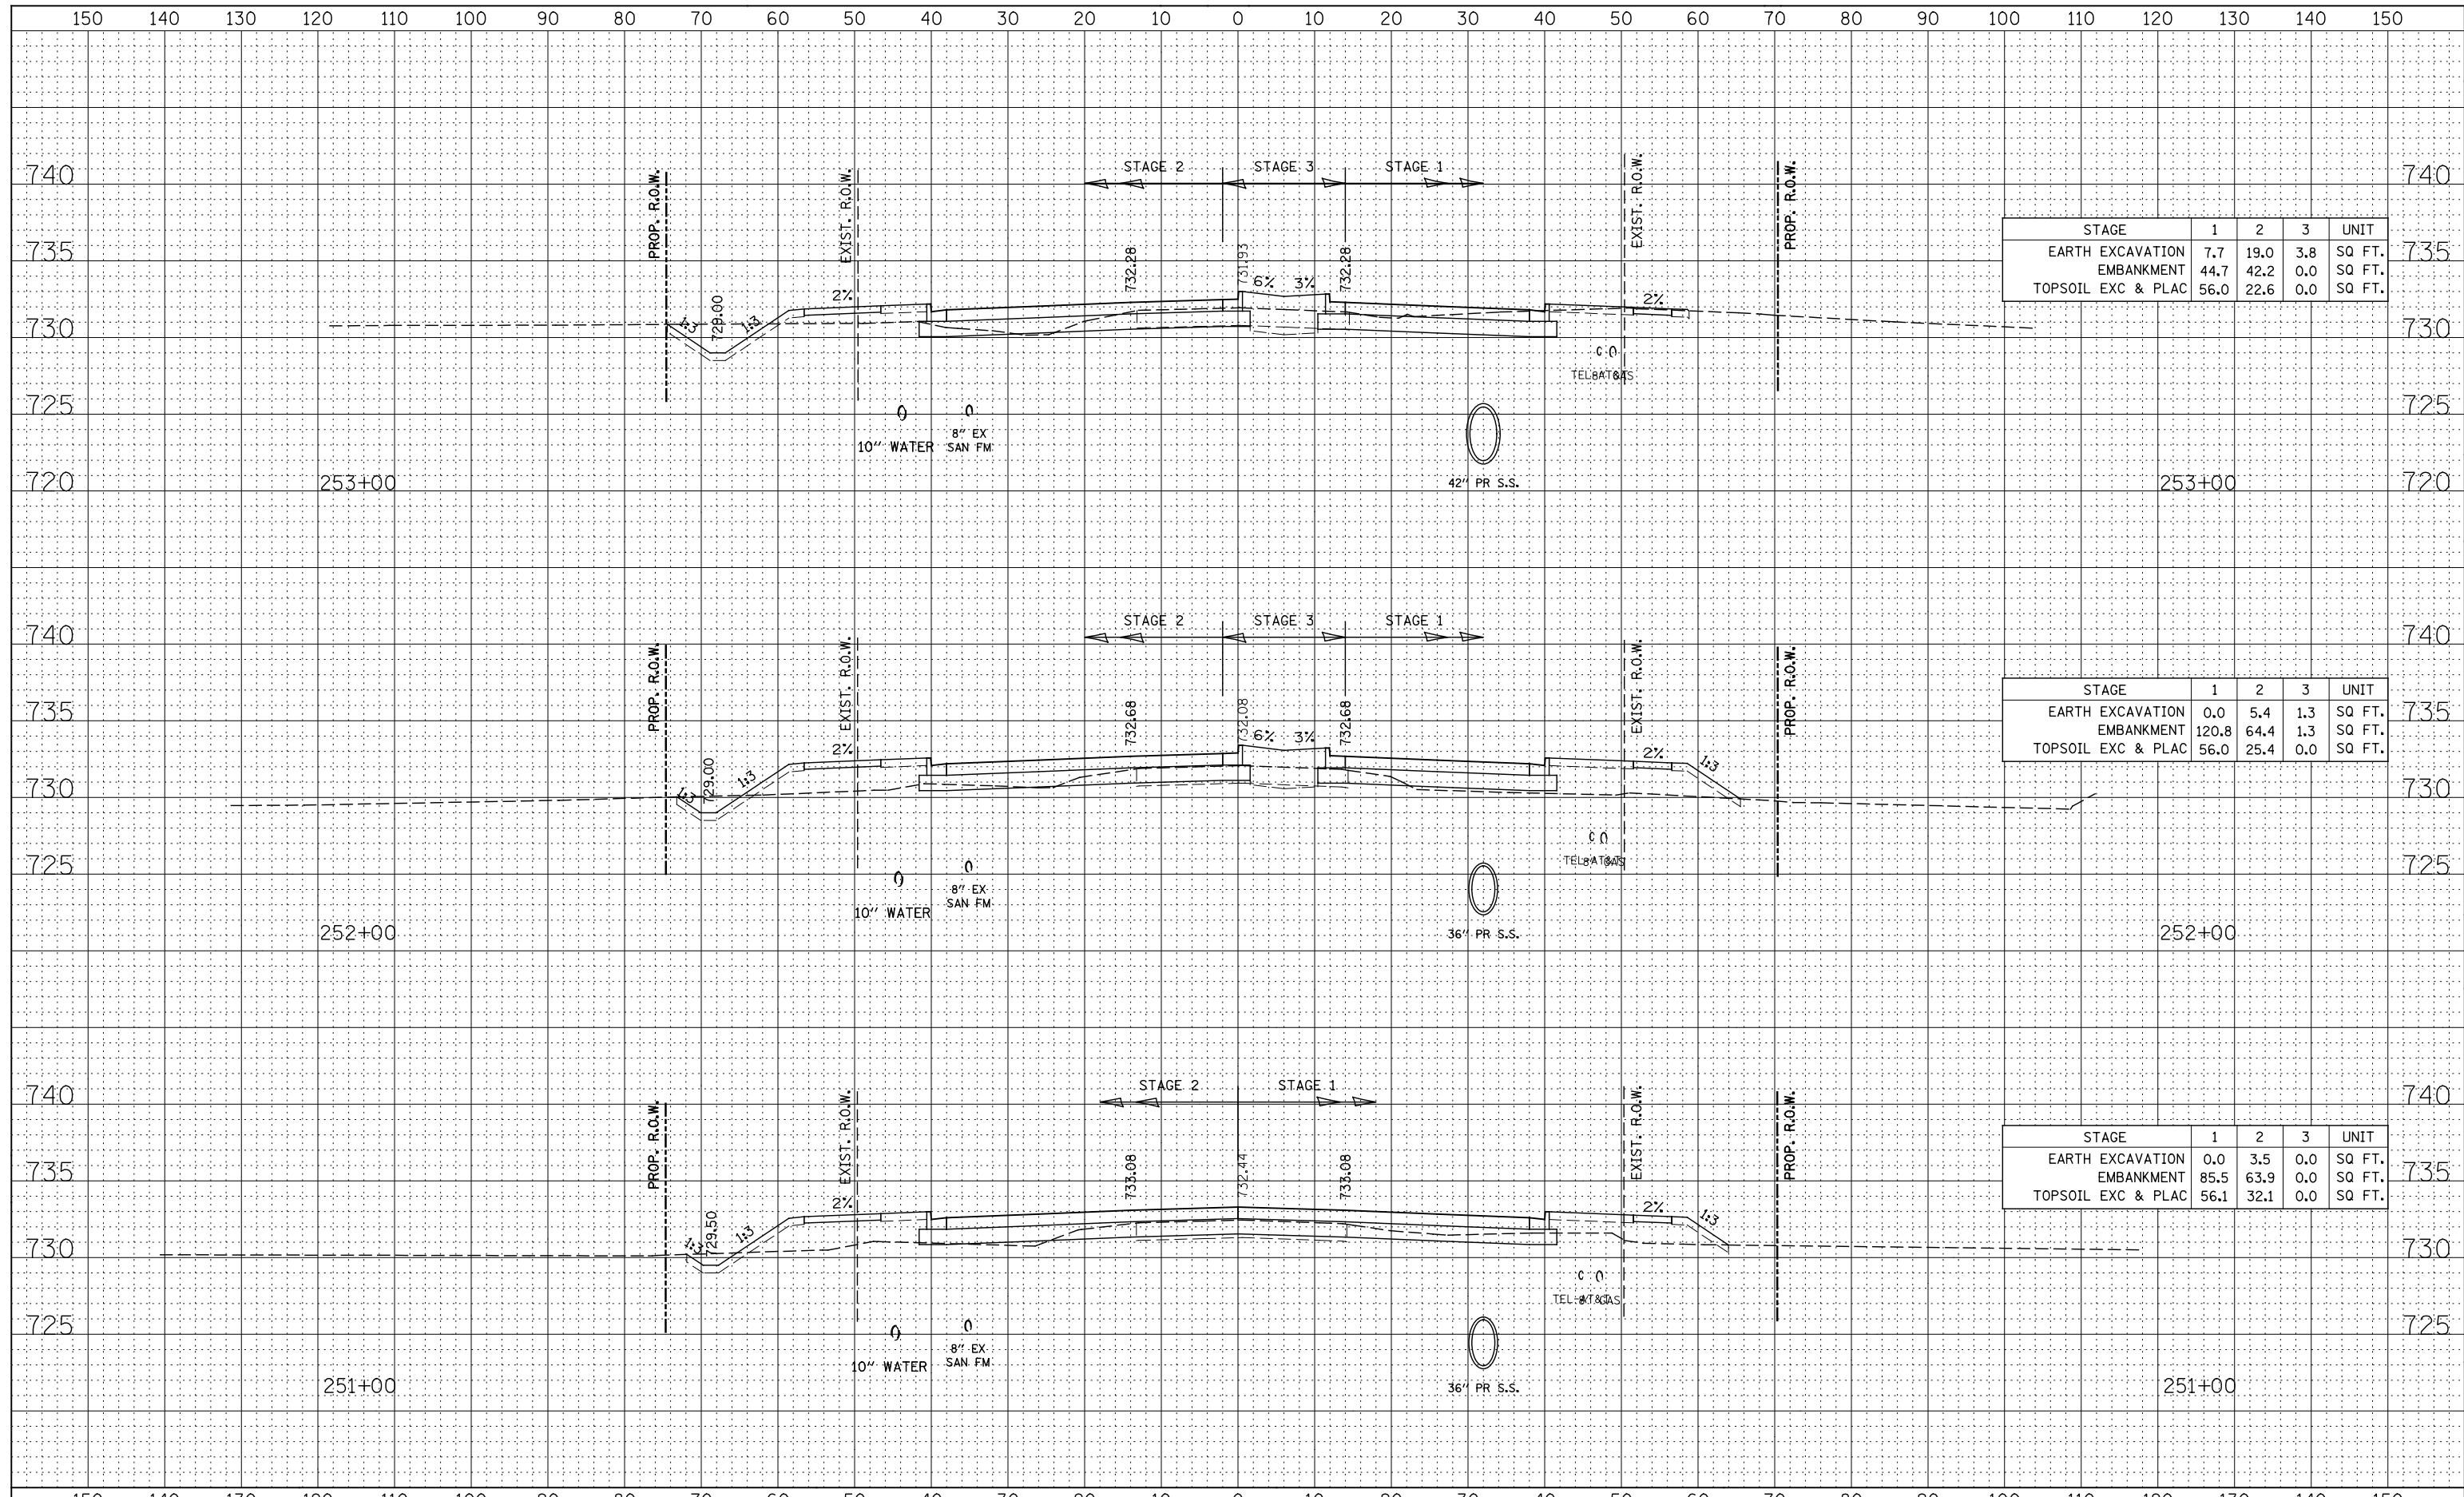 150 140 130 120 110 100 90 80 70 60 50 40 30 20 10 0 10 20 30 40 50 60 70 80 90 100 110 120 130 140 150
STAGE 2 STAGE 3 STAGE 1
740 740
PROP. R.O.W. EXIST. R.O.W. EXIST. R.O.W. PROP. R.O.W.
STAGE 1 2 3 UNIT
EARTH EXCAVATION 7.7 19.0 3.8 SQ FT.
EMBANKMENT 44.7 42.2 0.0 SQ FT.
TOPSOIL EXC & PLAC 56.0 22.6 0.0 SQ FT.
735 735
732.28 731.93 732.28
6% 3%
2% 2%
1:3 729.00 1:3
730 730
725 725
10" WATER
8" EX
SAN FM
42" PR S.S.
720 253+00 253+00 720
STAGE 2 STAGE 3 STAGE 1
740 740
PROP. R.O.W. EXIST. R.O.W. EXIST. R.O.W. PROP. R.O.W.
STAGE 1 2 3 UNIT
EARTH EXCAVATION 0.0 5.4 1.3 SQ FT.
EMBANKMENT 120.8 64.4 1.3 SQ FT.
TOPSOIL EXC & PLAC 56.0 25.4 0.0 SQ FT.
735 735
732.68 732.08 732.68
6% 3%
2% 2%
1:3 729.00 1:3 1:3
730 730
725 725
10" WATER
8" EX
SAN FM
36" PR S.S.
252+00 252+00
STAGE 2 STAGE 1
740 740
PROP. R.O.W. EXIST. R.O.W. EXIST. R.O.W. PROP. R.O.W.
STAGE 1 2 3 UNIT
EARTH EXCAVATION 0.0 3.5 0.0 SQ FT.
EMBANKMENT 85.5 63.9 0.0 SQ FT.
TOPSOIL EXC & PLAC 56.1 32.1 0.0 SQ FT.
735 735
733.08 732.44 733.08
2% 2%
1:3 729.50 1:3 1:3
730 730
725 725
10" WATER
8" EX
SAN FM
36" PR S.S.
251+00 251+00